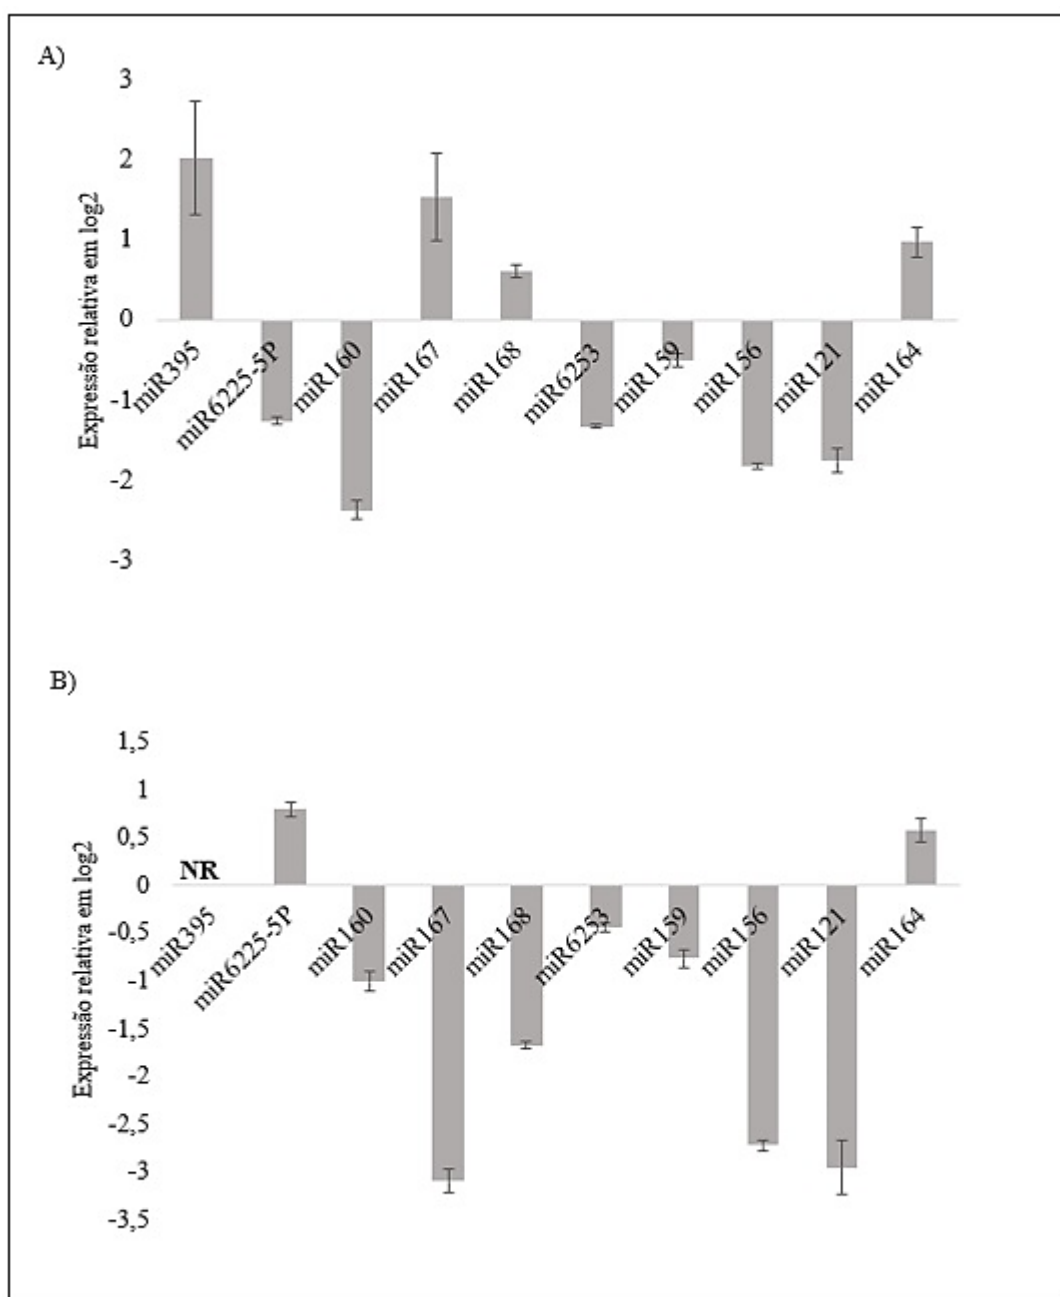 A)
Expressão relativa em log2
3
2
1
0
-1
-2
-3
miR395
miR6225-5P
miR160
miR167
miR168
miR6253
miR159
miR156
miR121
miR164
B)
Expressão relativa em log2
1,5
1
0,5
0
-0,5
-1
-1,5
-2
-2,5
-3
-3,5
NR
miR395
miR6225-5P
miR160
miR167
miR168
miR6253
miR159
miR156
miR121
miR164